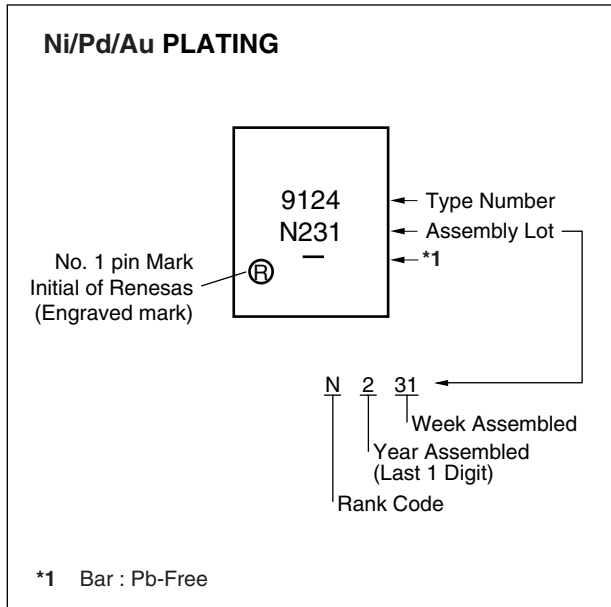 Ni/Pd/Au PLATING
9124
N231
—
R
Type Number
Assembly Lot
*1
No. 1 pin Mark
Initial of Renesas
(Engraved mark)
N 2 31
Week Assembled
Year Assembled
(Last 1 Digit)
Rank Code
*1 Bar : Pb-Free